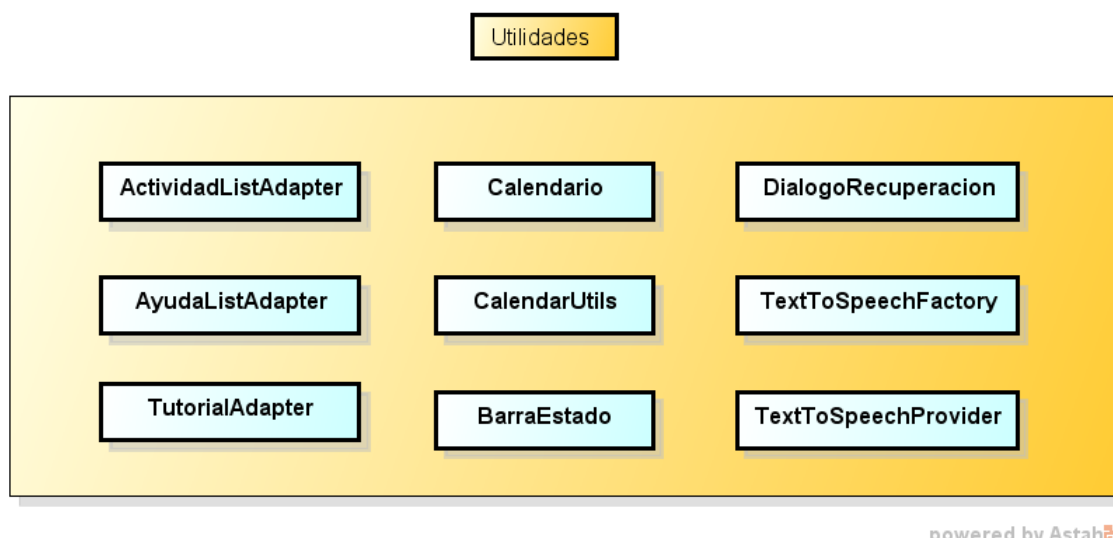 Utilidades
ActividadListAdapter
Calendario
DialogoRecuperacion
AyudaListAdapter
CalendarUtils
TextToSpeechFactory
TutorialAdapter
BarraEstado
TextToSpeechProvider
powered by Astah